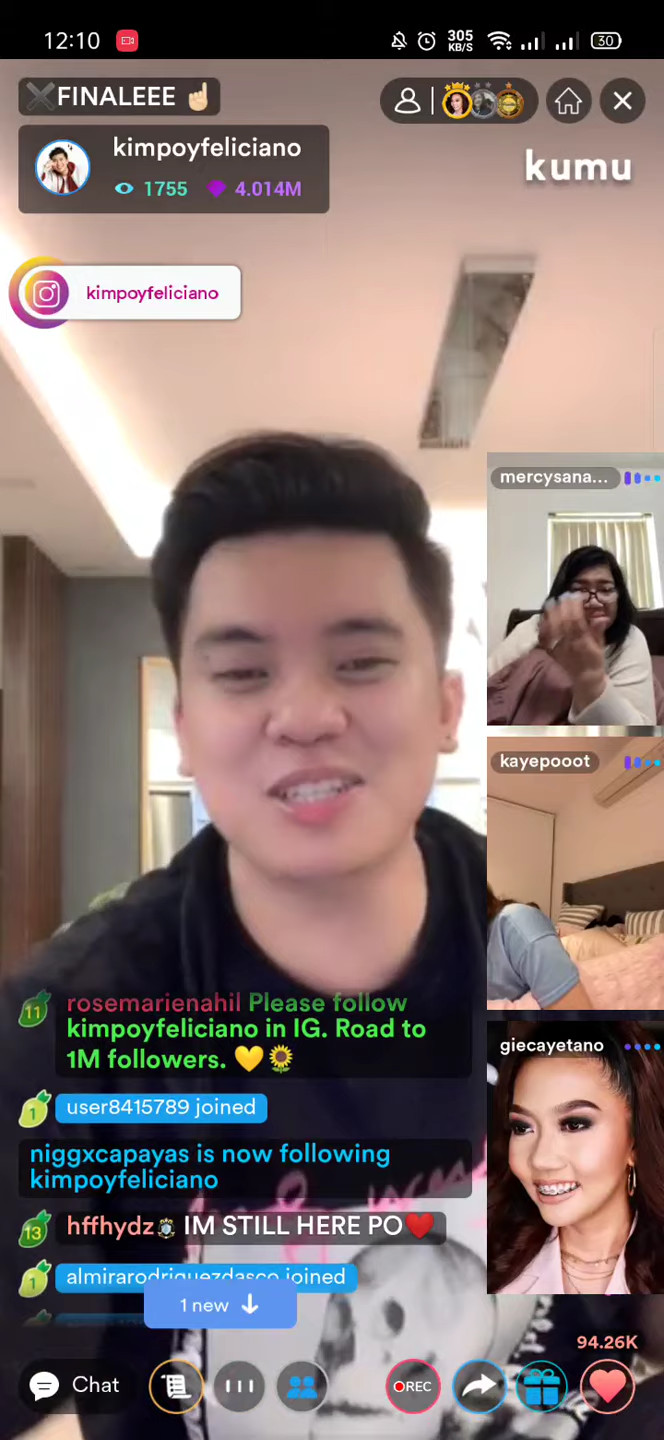 12:10
305
KB/S
30
FINALEEE
kimpoyfeliciano
1755 4.014M
kumu
kimpoyfeliciano
mercysana...
kayepooot
giecayetano
11 rosemarienahil Please follow
kimpoyfeliciano in IG. Road to
1M followers. 💛🌻
1 user8415789 joined
niggxcapayas is now following
kimpoyfeliciano
13 hffhydz IM STILL HERE PO❤️
1 almirarodriguezdasco joined
1 new ↓
94.26K
Chat
REC